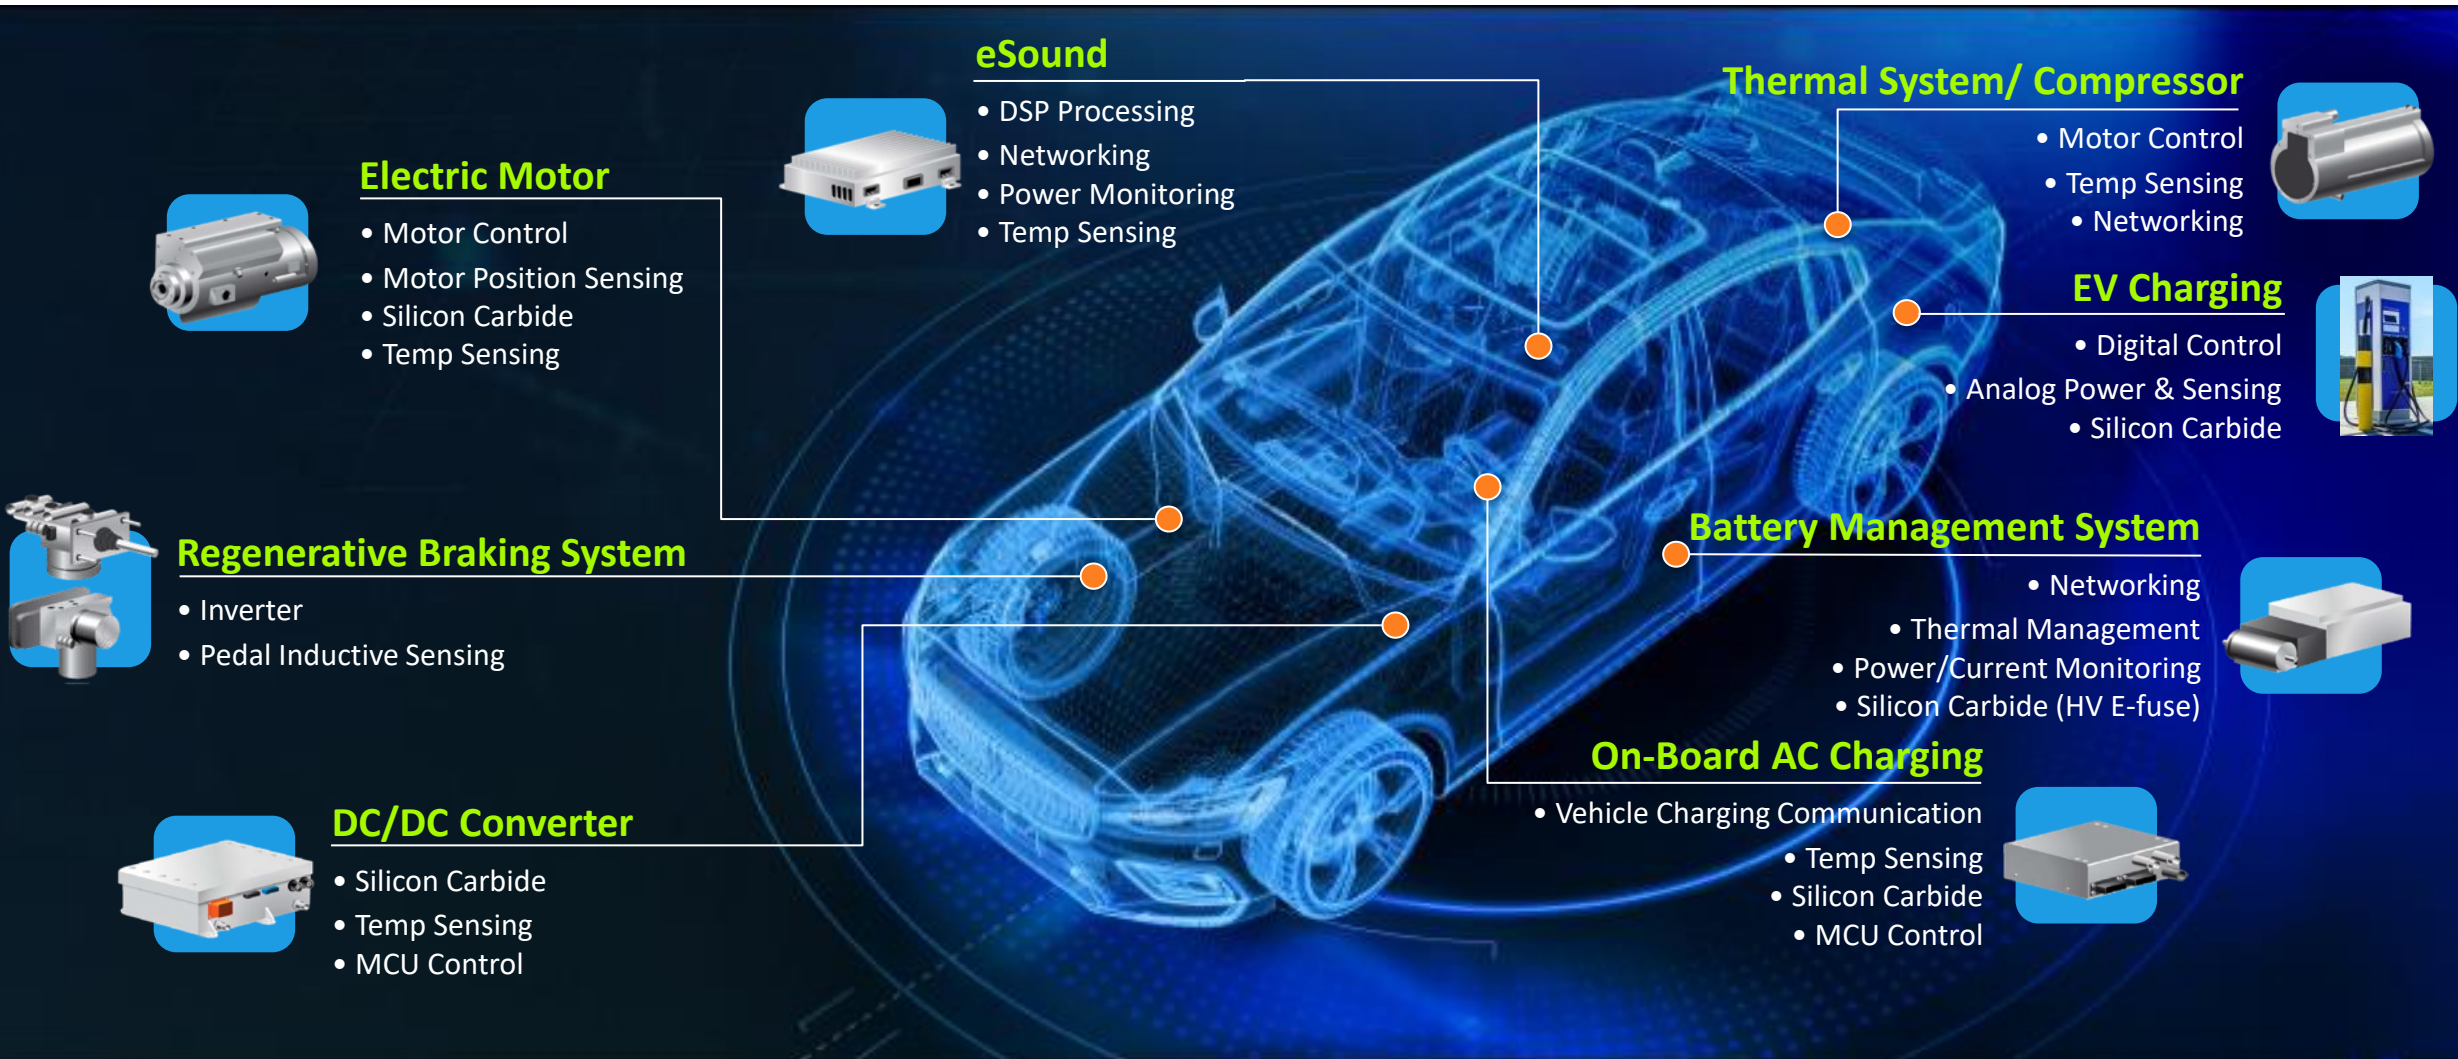 eSound
• DSP Processing
• Networking
• Power Monitoring
• Temp Sensing
Thermal System/ Compressor
• Motor Control
• Temp Sensing
• Networking
Electric Motor
• Motor Control
• Motor Position Sensing
• Silicon Carbide
• Temp Sensing
EV Charging
• Digital Control
• Analog Power & Sensing
• Silicon Carbide
Regenerative Braking System
• Inverter
• Pedal Inductive Sensing
Battery Management System
• Networking
• Thermal Management
• Power/Current Monitoring
• Silicon Carbide (HV E-fuse)
On-Board AC Charging
• Vehicle Charging Communication
• Temp Sensing
• Silicon Carbide
• MCU Control
DC/DC Converter
• Silicon Carbide
• Temp Sensing
• MCU Control